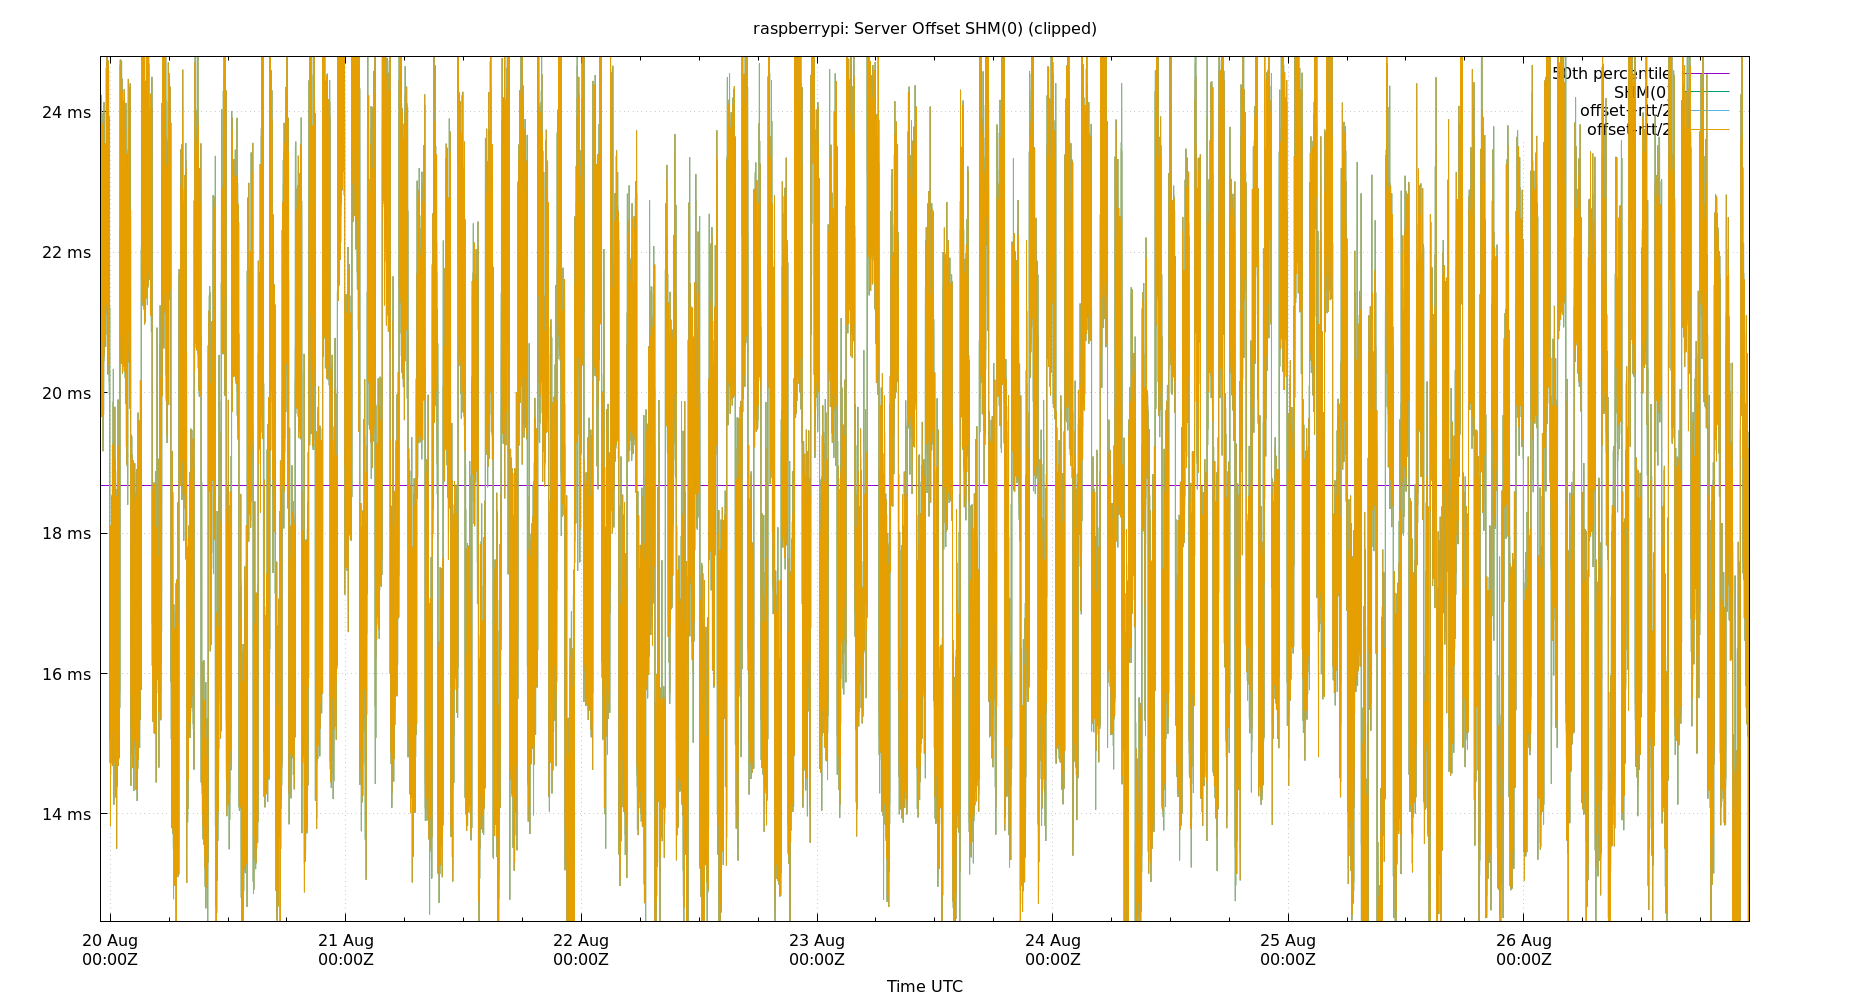 raspberrypi: Server Offset SHM(0) (clipped)
50th percentile
SHM(0)
offset-rtt/2
offset-rtt/2
24 ms
22 ms
20 ms
18 ms
16 ms
14 ms
20 Aug
00:00Z
21 Aug
00:00Z
22 Aug
00:00Z
23 Aug
00:00Z
24 Aug
00:00Z
25 Aug
00:00Z
26 Aug
00:00Z
Time UTC